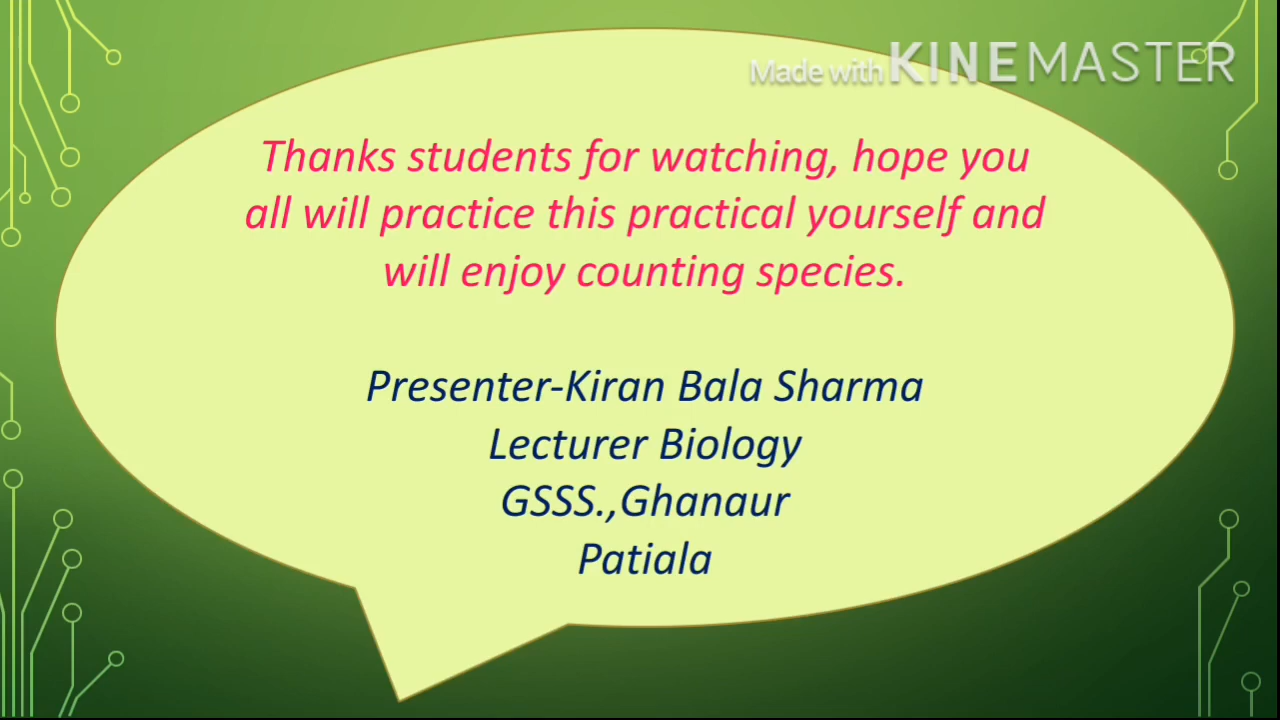 Made with KINEMASTER
Thanks students for watching, hope you
all will practice this practical yourself and
will enjoy counting species.
Presenter-Kiran Bala Sharma
Lecturer Biology
GSSS.,Ghanaur
Patiala